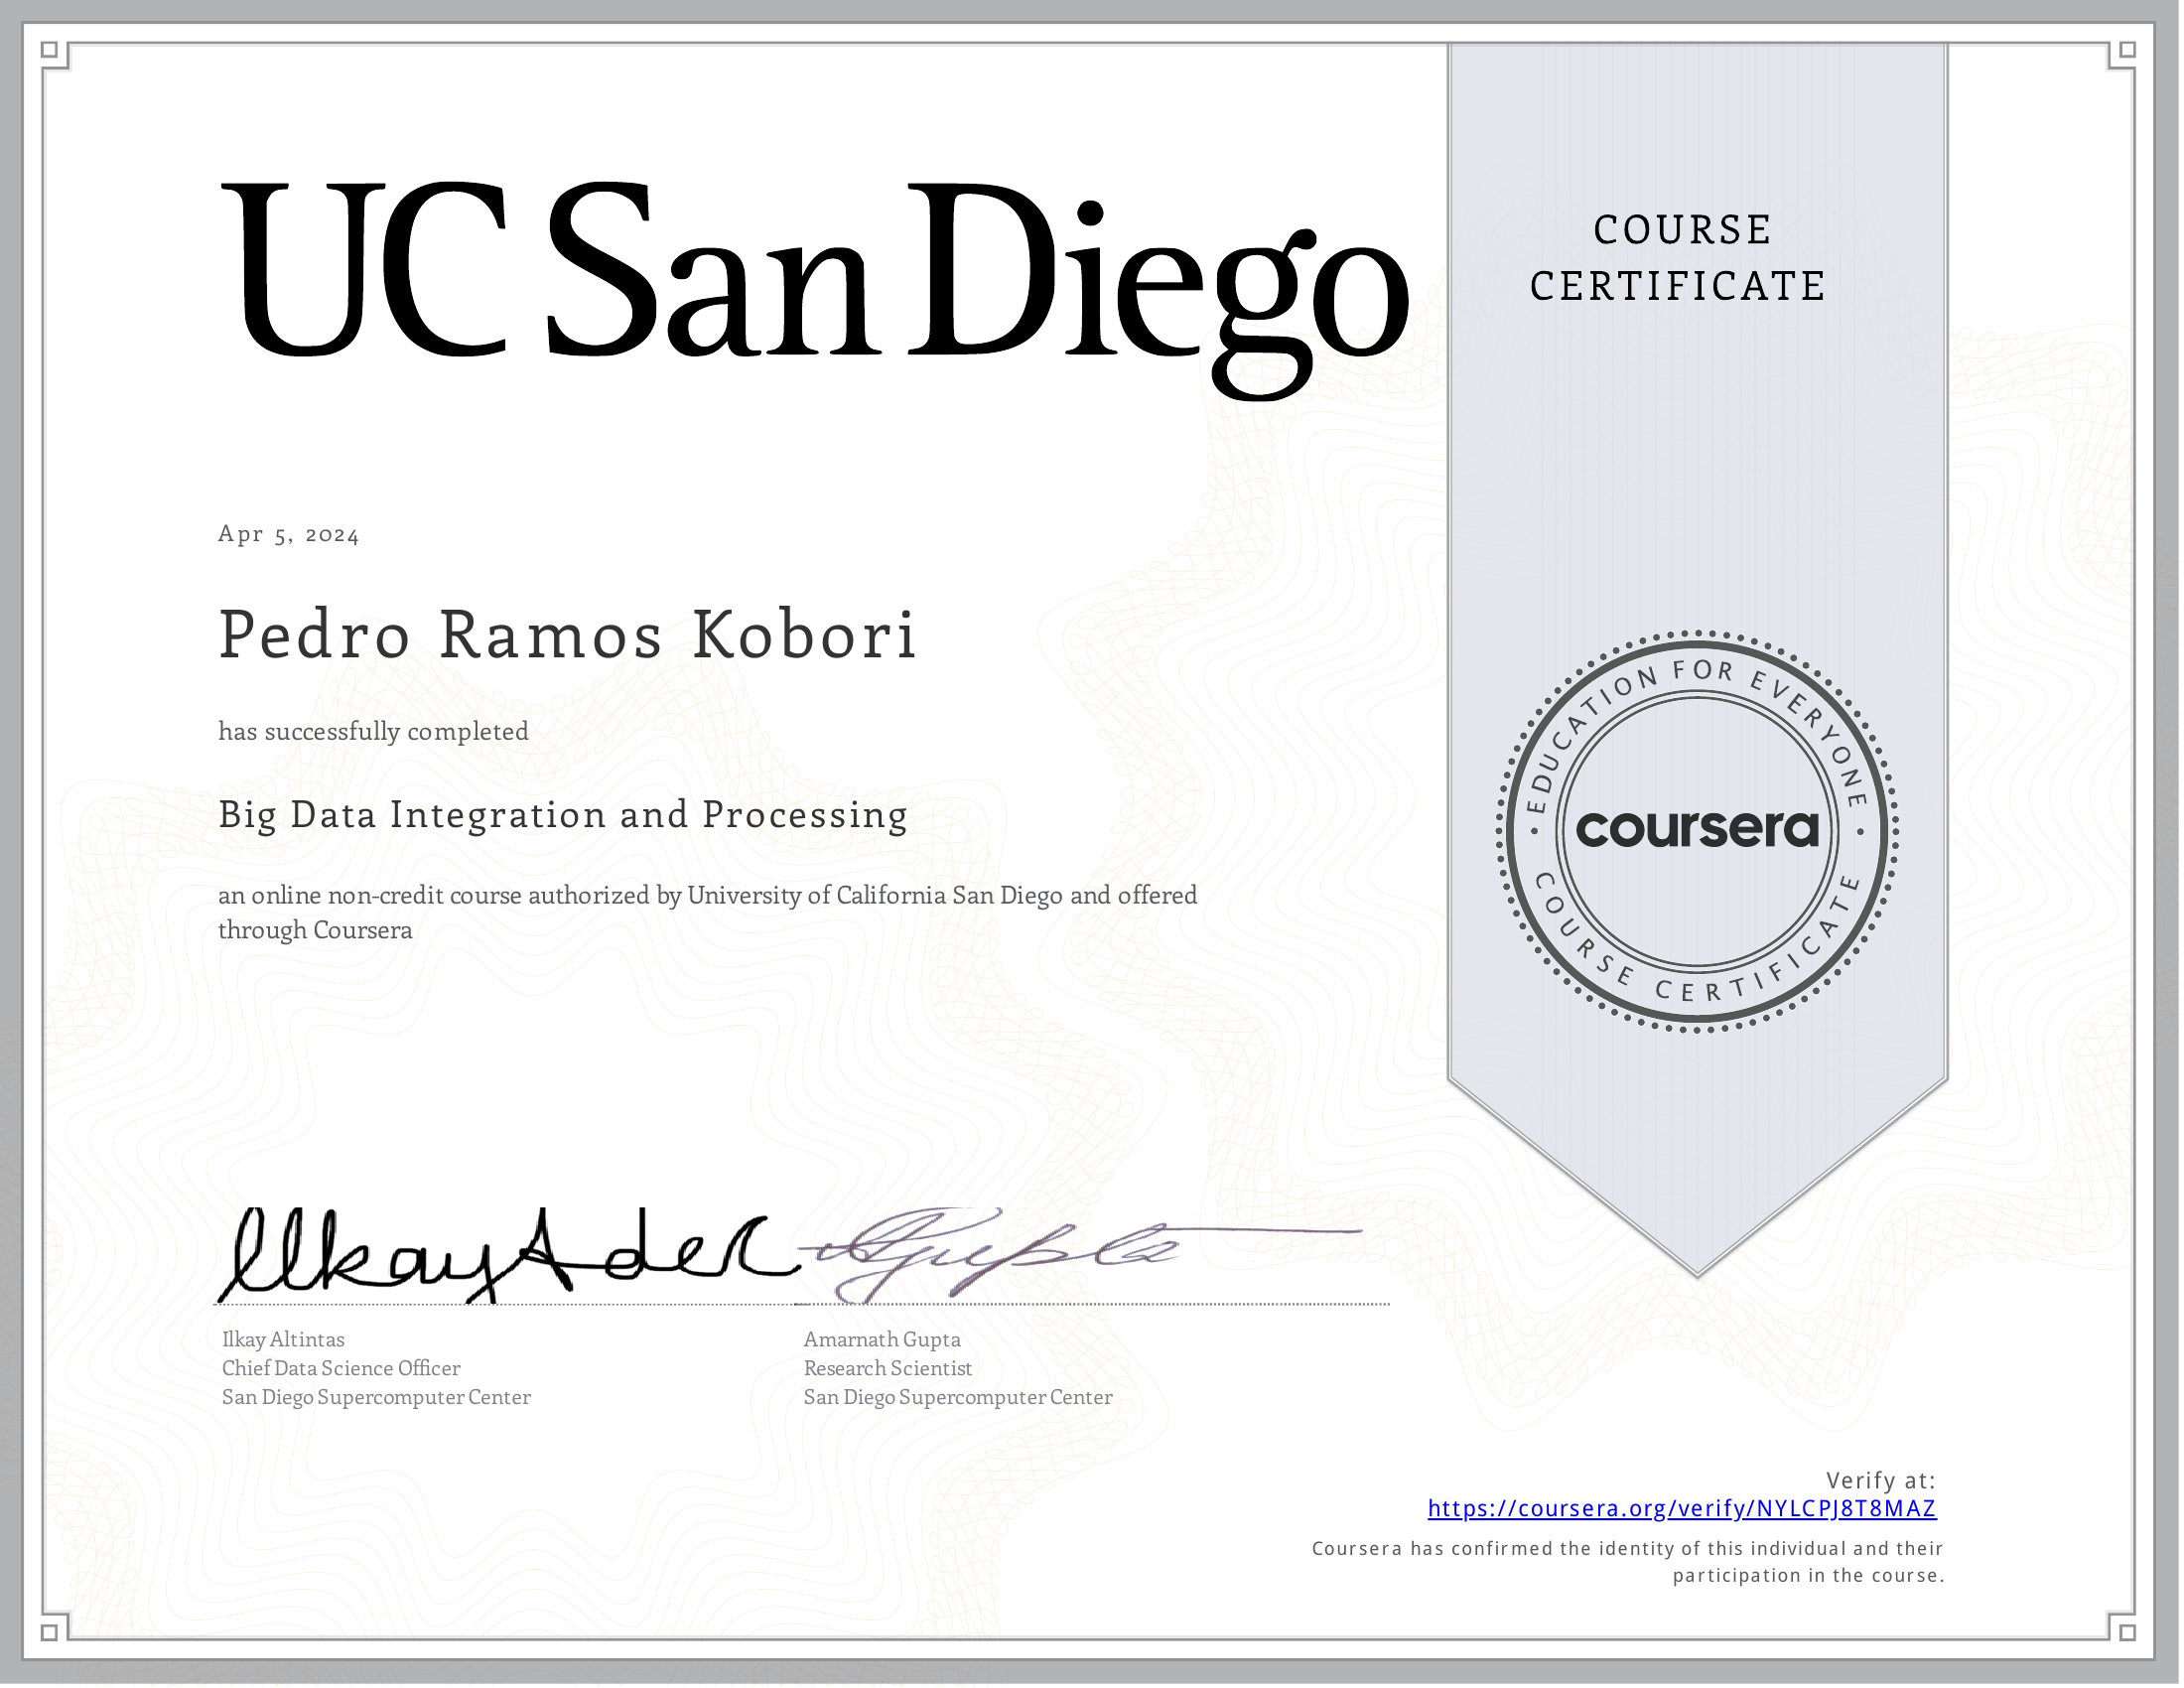 UC San Diego
COURSE
CERTIFICATE
Apr 5, 2024
Pedro Ramos Kobori
has successfully completed
Big Data Integration and Processing
an online non-credit course authorized by University of California San Diego and offered
through Coursera
EDUCATION FOR EVERYONE
coursera
COURSE CERTIFICATE
Ilkay Altintas
Chief Data Science Officer
San Diego Supercomputer Center
Amarnath Gupta
Research Scientist
San Diego Supercomputer Center
Verify at:
https://coursera.org/verify/NYLCPJ8T8MAZ
Coursera has confirmed the identity of this individual and their
participation in the course.